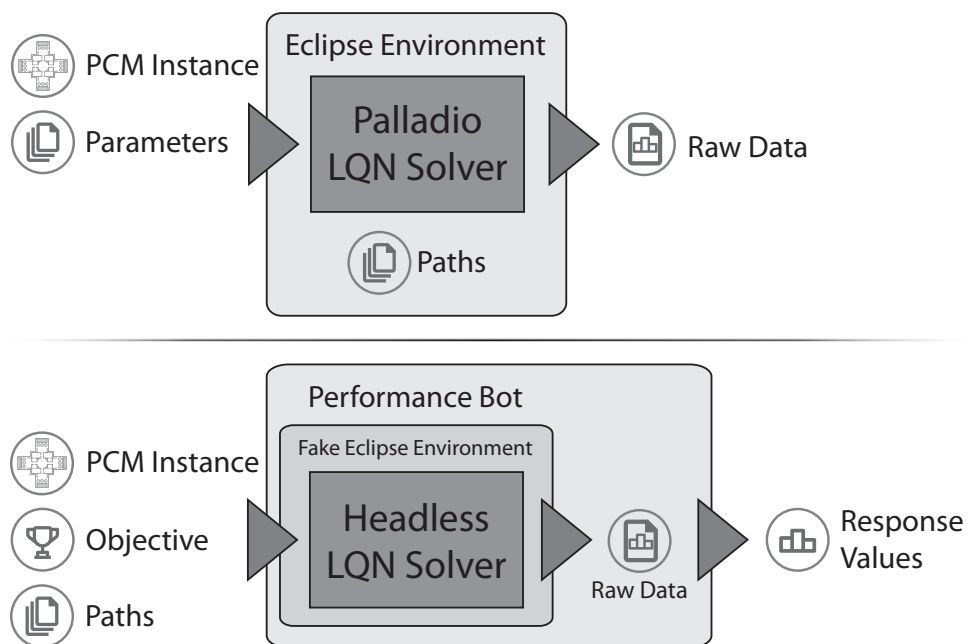 Eclipse Environment
PCM Instance
Parameters
Palladio
LQN Solver
Raw Data
Paths
Performance Bot
Fake Eclipse Environment
PCM Instance
Objective
Paths
Headless
LQN Solver
Raw Data
Response
Values